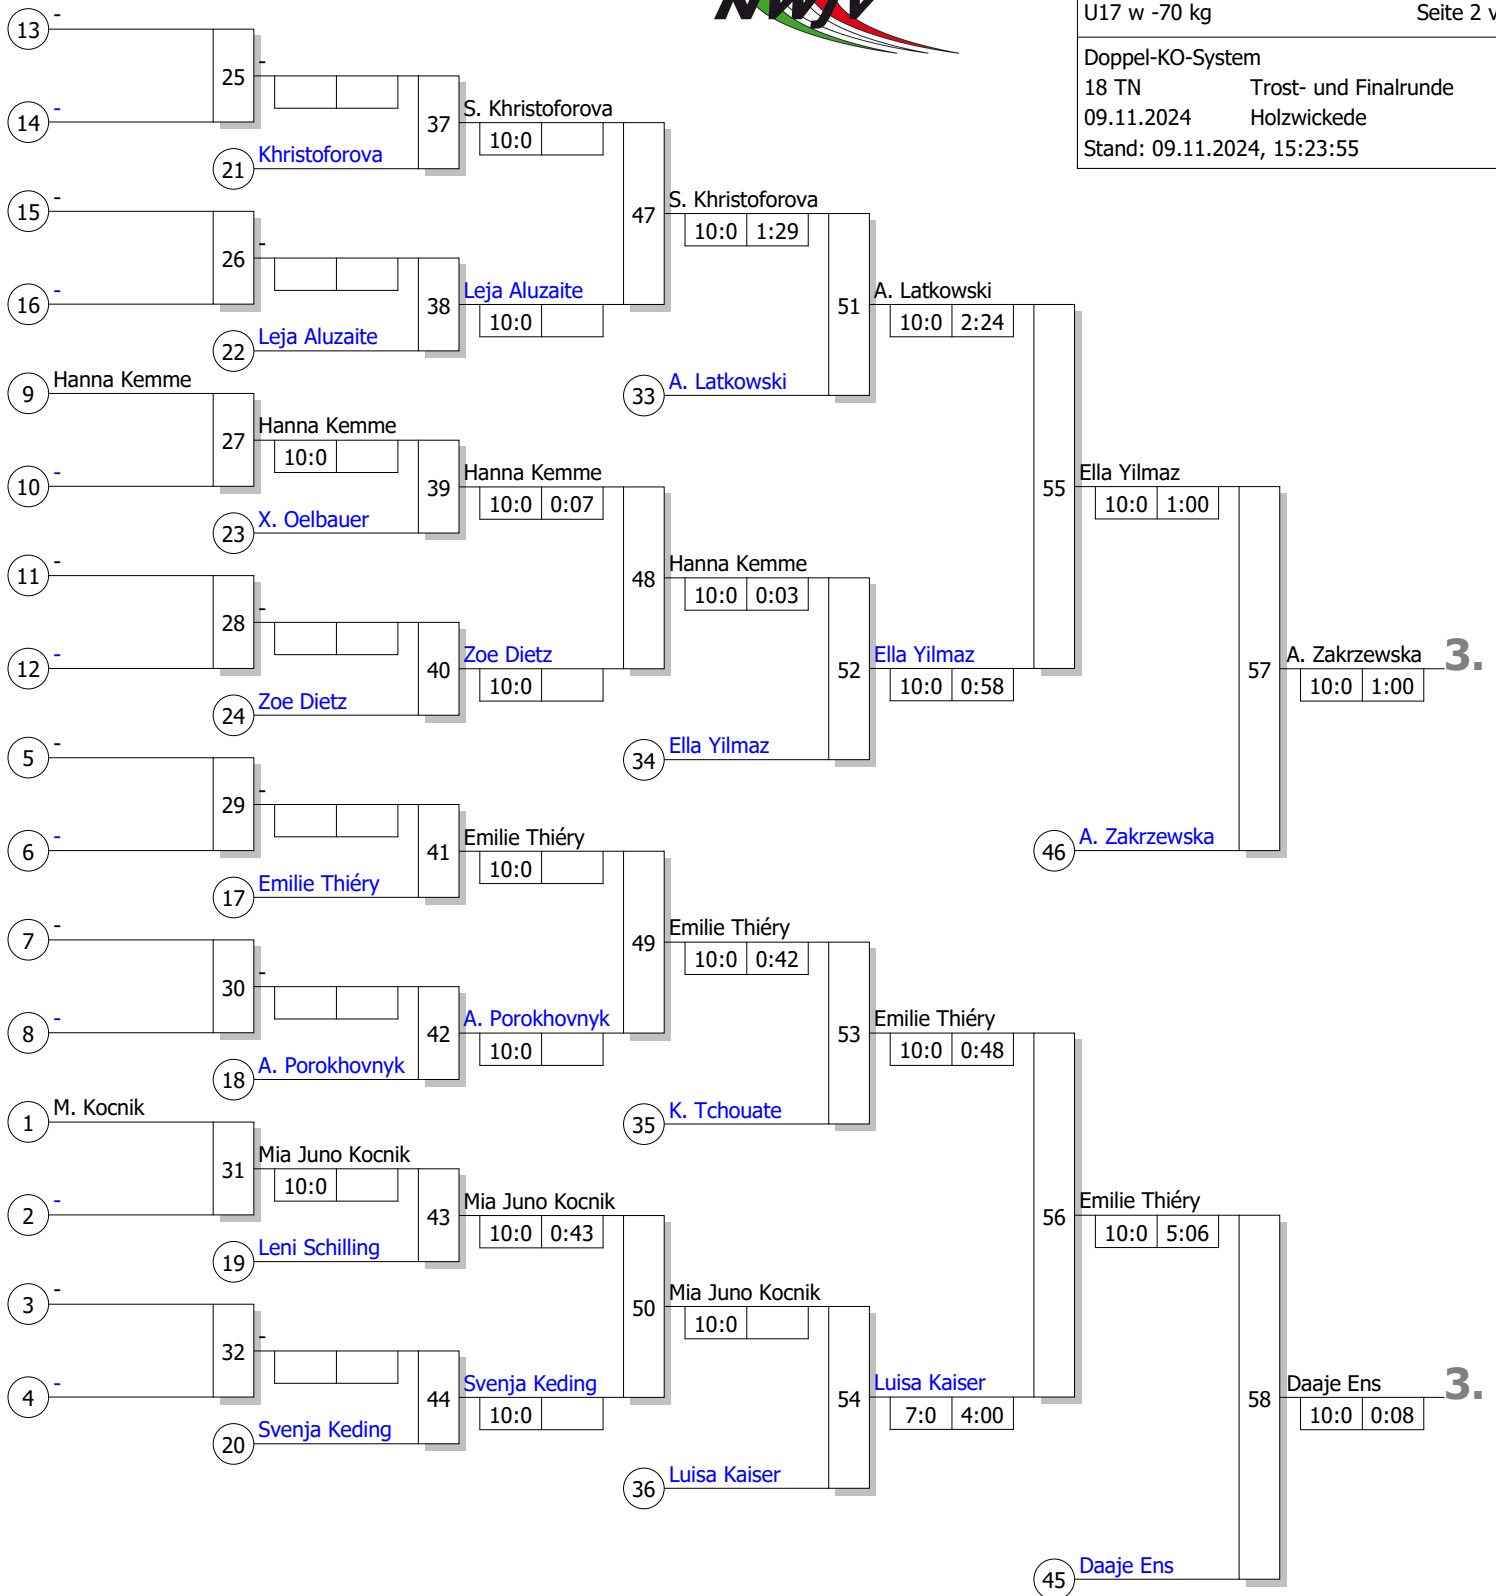 NWJV
U17 w -70 kg Seite 2 v
Doppel-KO-System
18 TN Trost- und Finalrunde
09.11.2024 Holzwickede
Stand: 09.11.2024, 15:23:55
13 -
25 -
14 -
37 S. Khristoforova
10:0
21 Khristoforova
15 -
47 S. Khristoforova
10:0 1:29
26 -
16 -
38 Leja Aluzaite
10:0
22 Leja Aluzaite
51 A. Latkowski
10:0 2:24
33 A. Latkowski
9 Hanna Kemme
27 Hanna Kemme
10:0
10 -
39 Hanna Kemme
10:0 0:07
23 X. Oelbauer
55 Ella Yilmaz
10:0 1:00
11 -
48 Hanna Kemme
10:0 0:03
28 -
12 -
40 Zoe Dietz
10:0
24 Zoe Dietz
52 Ella Yilmaz
10:0 0:58
34 Ella Yilmaz
57 A. Zakrzewska 3.
10:0 1:00
5 -
29 -
6 -
41 Emilie Thiéry
10:0
17 Emilie Thiéry
46 A. Zakrzewska
7 -
49 Emilie Thiéry
10:0 0:42
30 -
8 -
42 A. Porokhovnyk
10:0
18 A. Porokhovnyk
53 Emilie Thiéry
10:0 0:48
35 K. Tchouate
1 M. Kocnik
31 Mia Juno Kocnik
10:0
2 -
43 Mia Juno Kocnik
10:0 0:43
19 Leni Schilling
56 Emilie Thiéry
10:0 5:06
3 -
50 Mia Juno Kocnik
10:0
32 -
4 -
44 Svenja Keding
10:0
20 Svenja Keding
54 Luisa Kaiser
7:0 4:00
36 Luisa Kaiser
58 Daaje Ens 3.
10:0 0:08
45 Daaje Ens